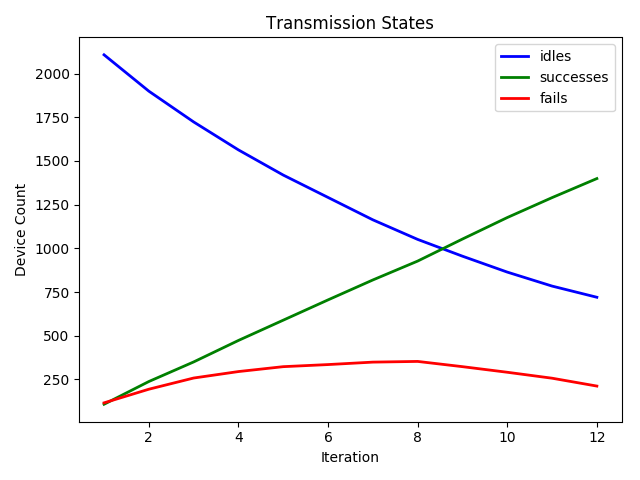 Transmission States
idles
successes
fails
Device Count
2000
1750
1500
1250
1000
750
500
250
2 4 6 8 10 12
Iteration